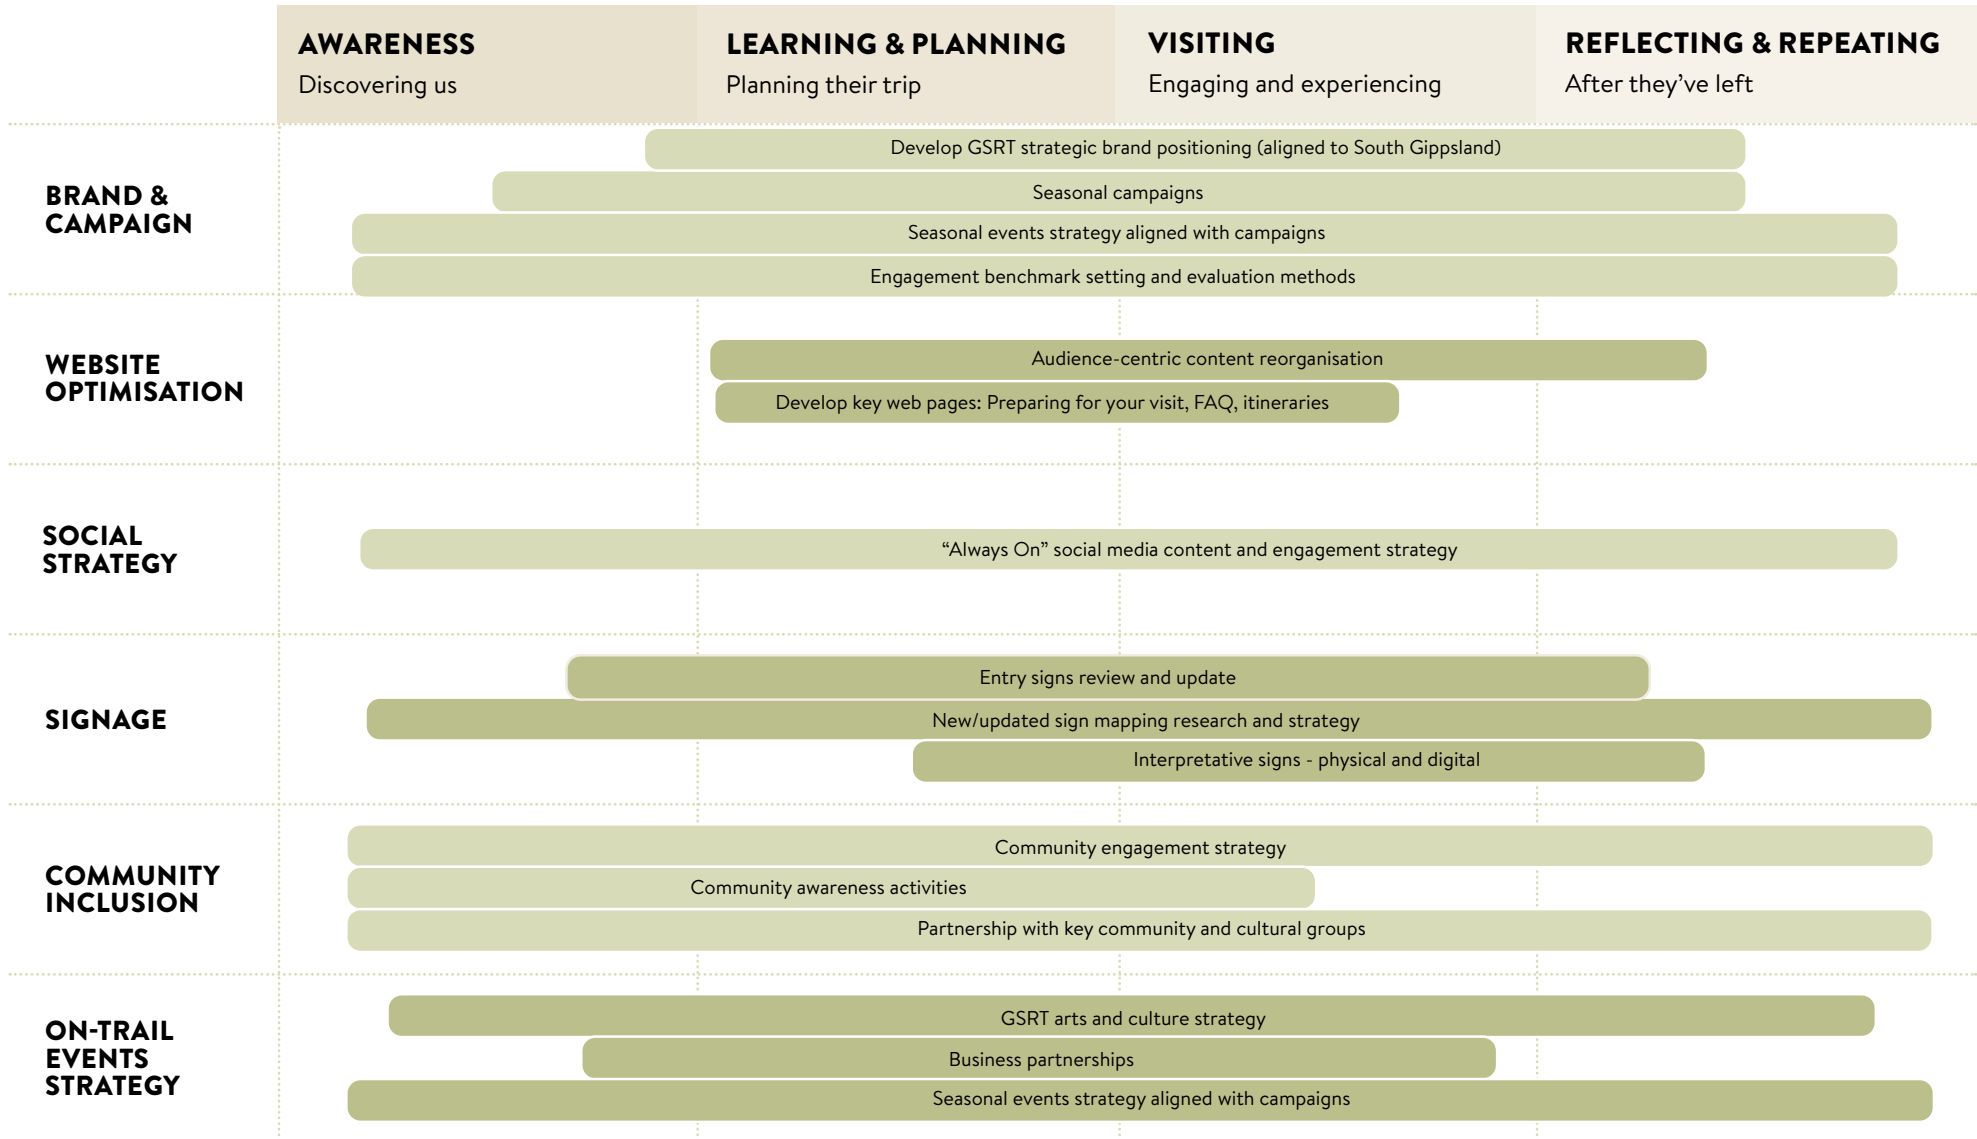 AWARENESS
Discovering us
LEARNING & PLANNING
Planning their trip
VISITING
Engaging and experiencing
REFLECTING & REPEATING
After they’ve left
BRAND &
CAMPAIGN
Develop GSRT strategic brand positioning (aligned to South Gippsland)
Seasonal campaigns
Seasonal events strategy aligned with campaigns
Engagement benchmark setting and evaluation methods
WEBSITE
OPTIMISATION
Audience-centric content reorganisation
Develop key web pages: Preparing for your visit, FAQ, itineraries
SOCIAL
STRATEGY
“Always On” social media content and engagement strategy
SIGNAGE
Entry signs review and update
New/updated sign mapping research and strategy
Interpretative signs - physical and digital
COMMUNITY
INCLUSION
Community engagement strategy
Community awareness activities
Partnership with key community and cultural groups
ON-TRAIL
EVENTS
STRATEGY
GSRT arts and culture strategy
Business partnerships
Seasonal events strategy aligned with campaigns